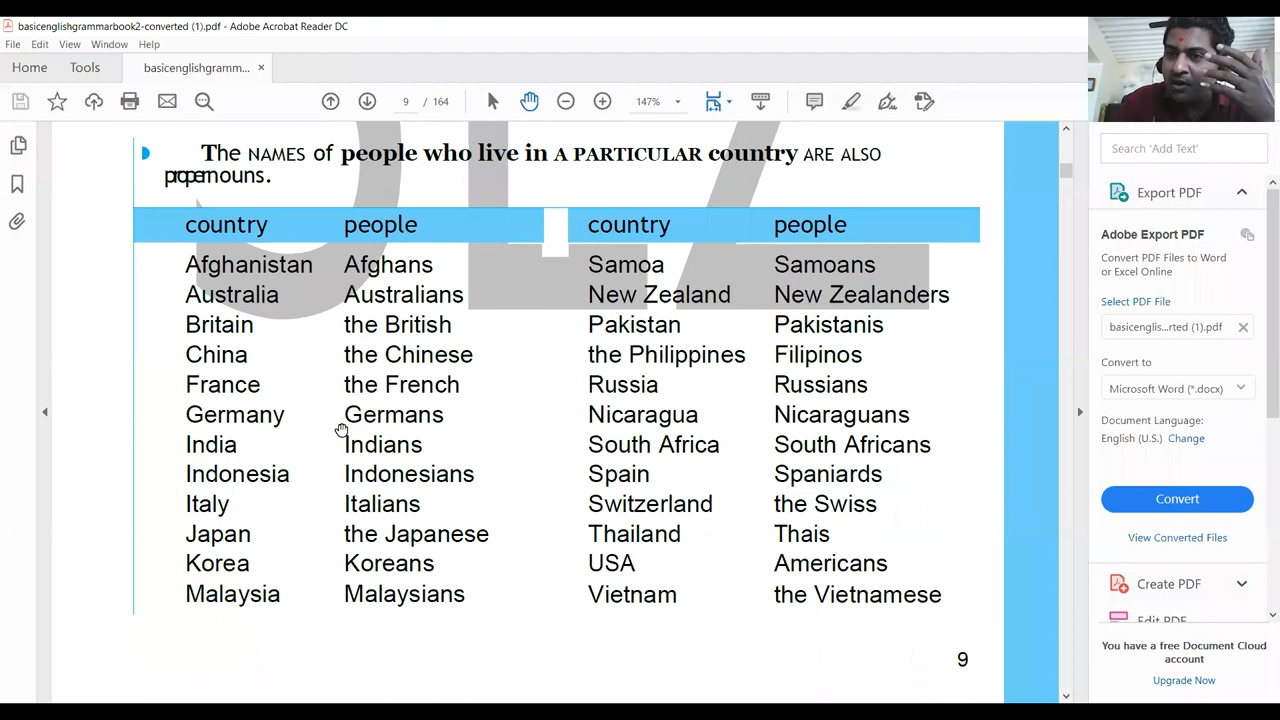 basicenglishgrammarbook2-converted (1).pdf - Adobe Acrobat Reader DC
File Edit View Window Help
Home Tools basicenglishgramm... ×
9 / 164 147%
The NAMES of people who live in A PARTICULAR country ARE ALSO
proper nouns.
country people country people
Afghanistan Afghans Samoa Samoans
Australia Australians New Zealand New Zealanders
Britain the British Pakistan Pakistanis
China the Chinese the Philippines Filipinos
France the French Russia Russians
Germany Germans Nicaragua Nicaraguans
India Indians South Africa South Africans
Indonesia Indonesians Spain Spaniards
Italy Italians Switzerland the Swiss
Japan the Japanese Thailand Thais
Korea Koreans USA Americans
Malaysia Malaysians Vietnam the Vietnamese
9
Search 'Add Text'
Export PDF
Adobe Export PDF
Convert PDF Files to Word
or Excel Online
Select PDF File
basicenglis...rted (1).pdf
Convert to
Microsoft Word (*.docx)
Document Language:
English (U.S.) Change
Convert
View Converted Files
Create PDF
Edit PDF
You have a free Document Cloud
account
Upgrade Now